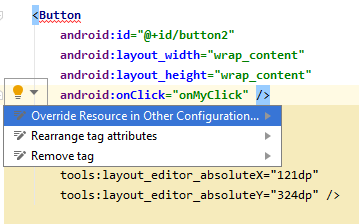 <Button
android:id="@+id/button2"
android:layout_width="wrap_content"
android:layout_height="wrap_content"
android:onClick="onMyClick" />
Override Resource in Other Configuration...
Rearrange tag attributes
Remove tag
tools:layout_editor_absoluteX="121dp"
tools:layout_editor_absoluteY="324dp" />